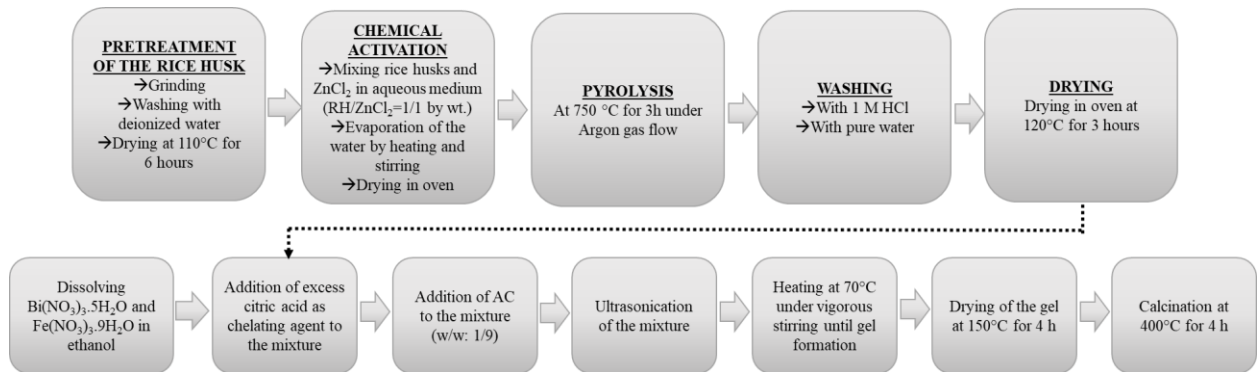 PRETREATMENT
OF THE RICE HUSK
→Grinding
→Washing with
deionized water
→Drying at 110°C for
6 hours
CHEMICAL
ACTIVATION
→Mixing rice husks and
ZnCl₂ in aqueous medium
(RH/ZnCl₂=1/1 by wt.)
→Evaporation of the
water by heating and
stirring
→Drying in oven
PYROLYSIS
At 750 °C for 3h under
Argon gas flow
WASHING
→With 1 M HCl
→With pure water
DRYING
Drying in oven at
120°C for 3 hours
Dissolving
Bi(NO₃)₃.5H₂O and
Fe(NO₃)₃.9H₂O in
ethanol
Addition of excess
citric acid as
chelating agent to
the mixture
Addition of AC
to the mixture
(w/w: 1/9)
Ultrasonication
of the mixture
Heating at 70°C
under vigorous
stirring until gel
formation
Drying of the gel
at 150°C for 4 h
Calcination at
400°C for 4 h